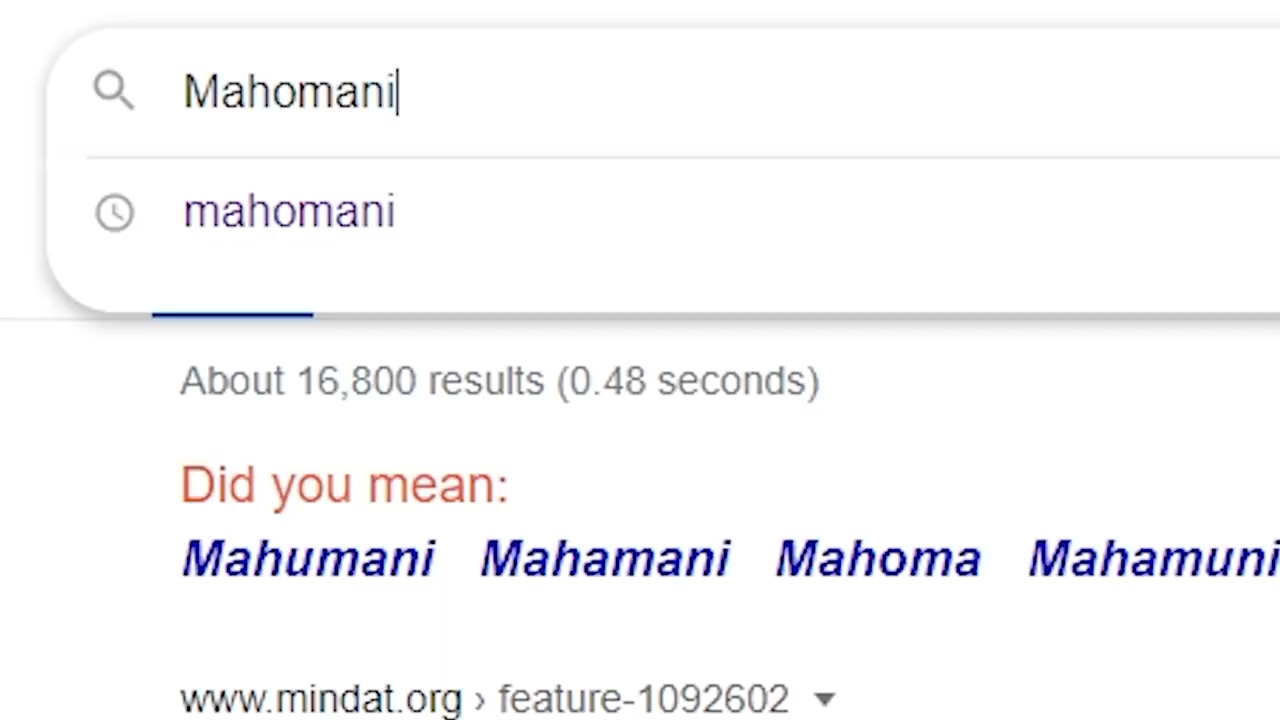 Mahomani
mahomani
About 16,800 results (0.48 seconds)
Did you mean:
Mahumani Mahamani Mahoma Mahamuni
www.mindat.org › feature-1092602